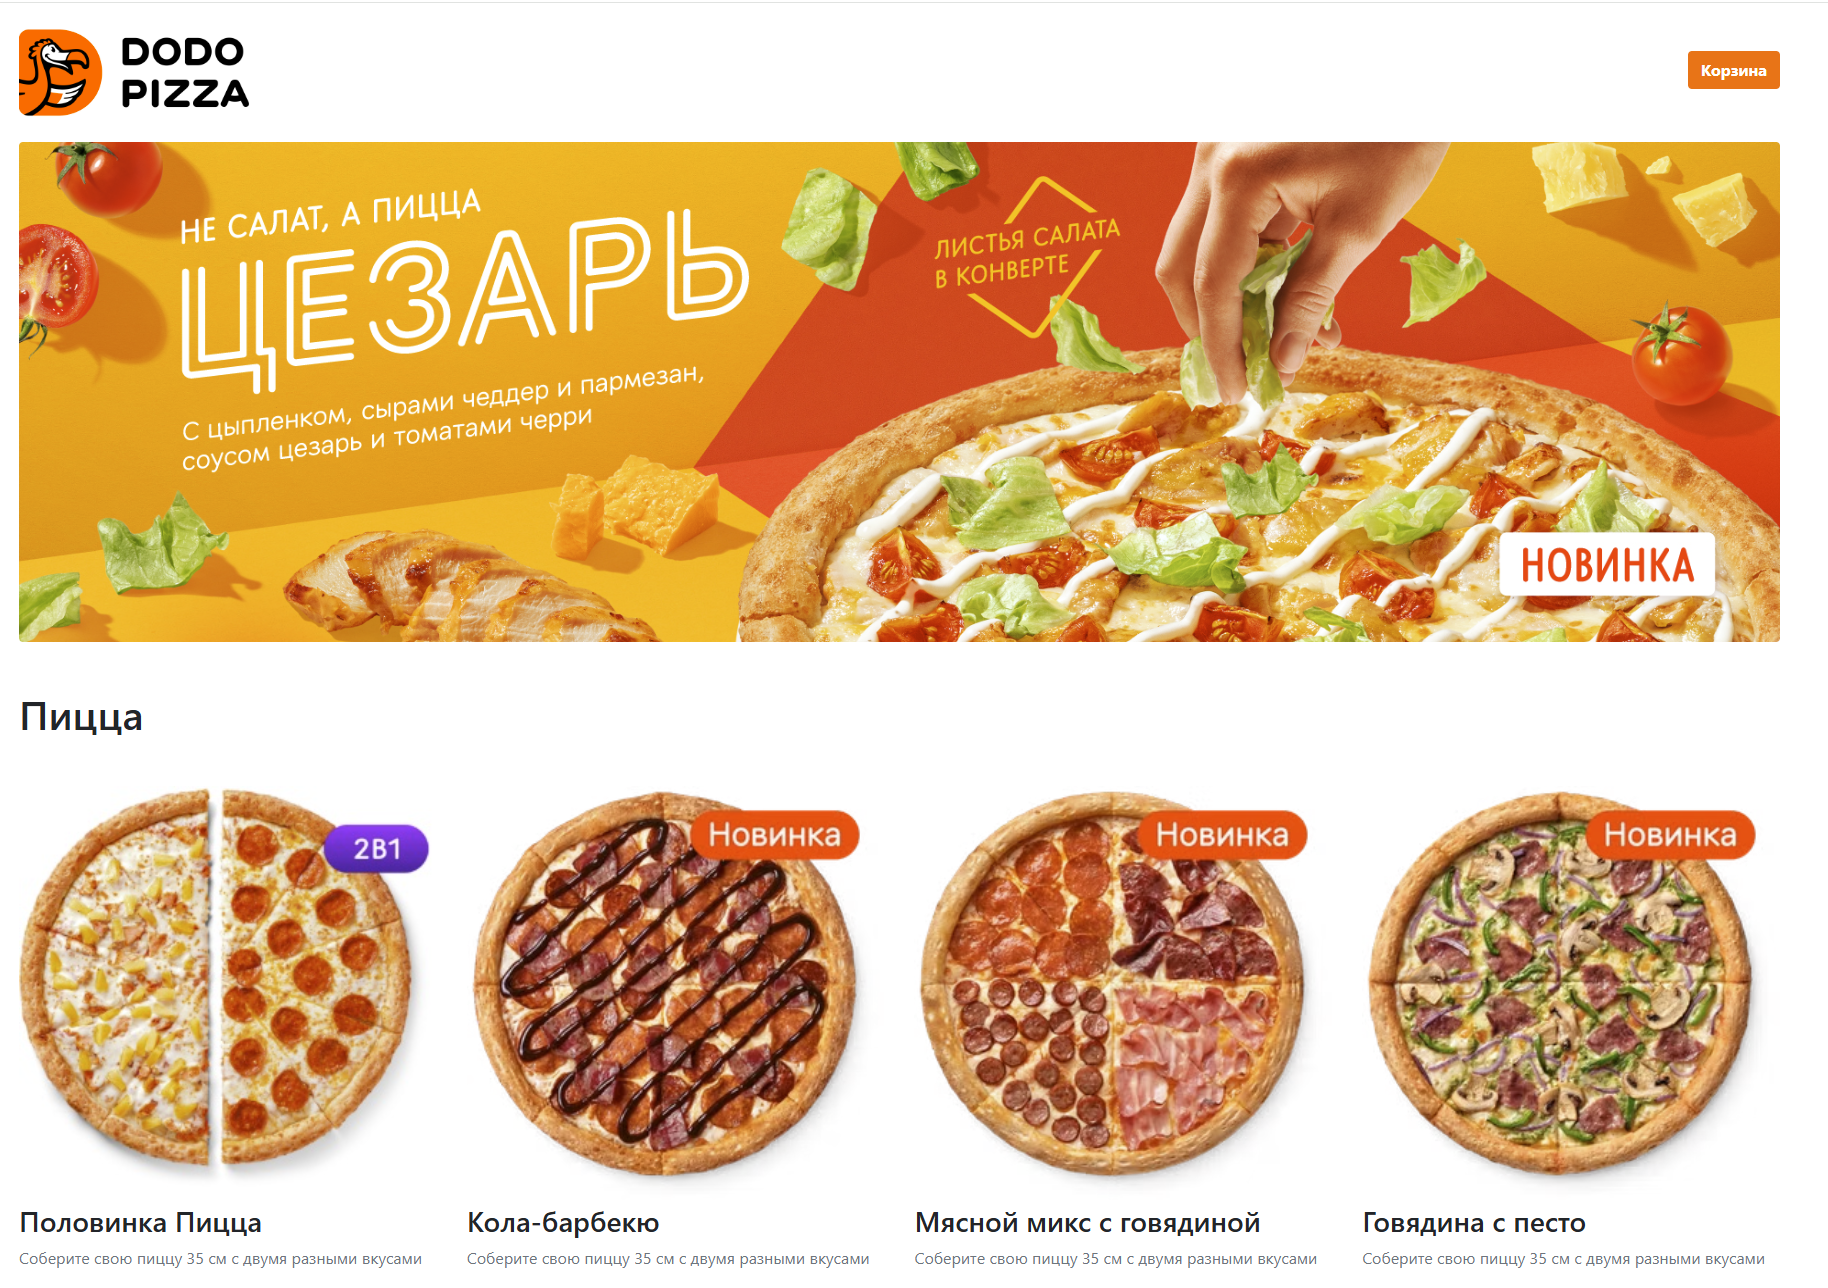 DODO
PIZZA
Корзина
НЕ САЛАТ, А ПИЦЦА
ЦЕЗАРЬ
С цыпленком, сырами чеддер и пармезан,
соусом цезарь и томатами черри
ЛИСТЬЯ САЛАТА
В КОНВЕРТЕ
НОВИНКА
Пицца
2В1
Новинка
Новинка
Новинка
Половинка Пицца
Соберите свою пиццу 35 см с двумя разными вкусами
Кола-барбекю
Соберите свою пиццу 35 см с двумя разными вкусами
Мясной микс с говядиной
Соберите свою пиццу 35 см с двумя разными вкусами
Говядина с песто
Соберите свою пиццу 35 см с двумя разными вкусами